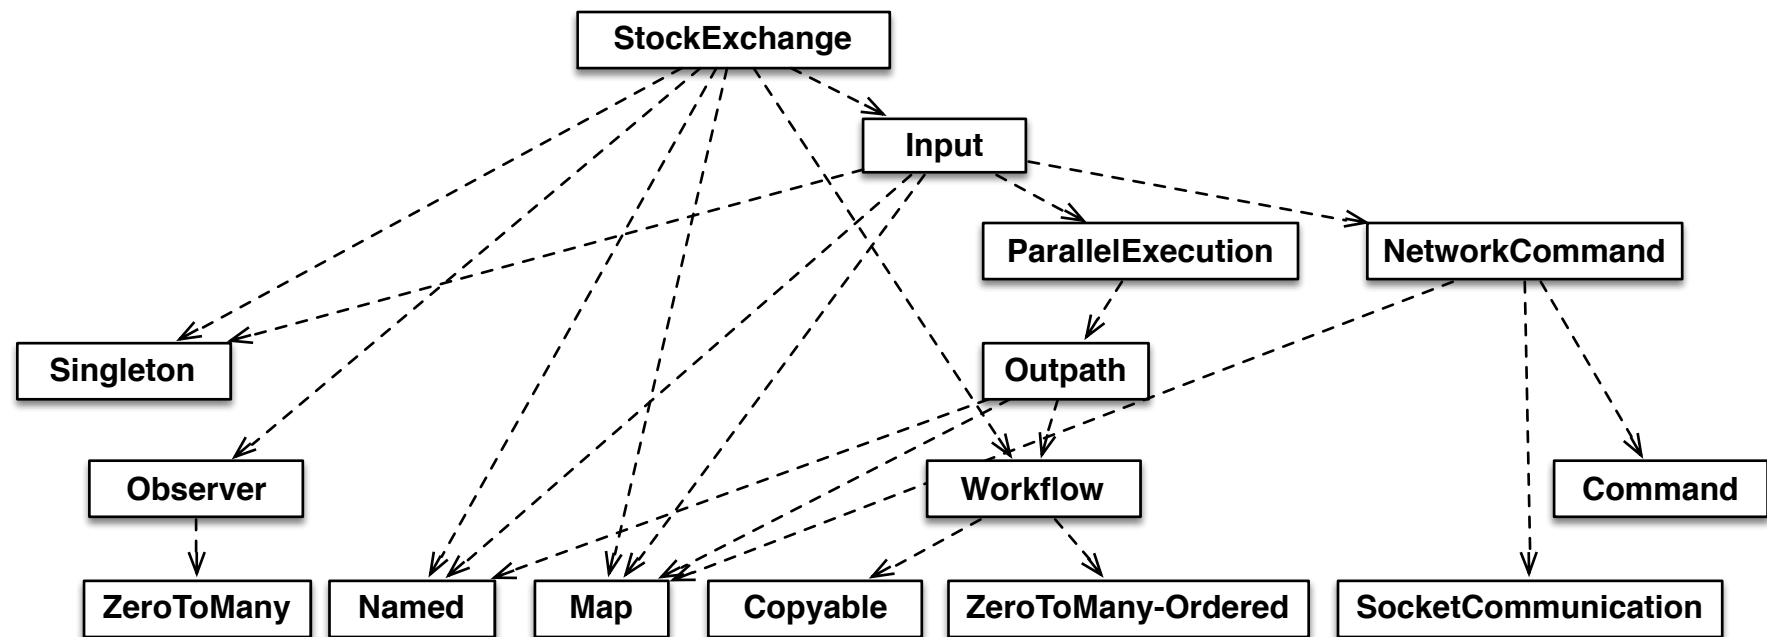 StockExchange
Input
ParallelExecution
NetworkCommand
Singleton
Outpath
Observer
Workflow
Command
ZeroToMany
Named
Map
Copyable
ZeroToMany-Ordered
SocketCommunication